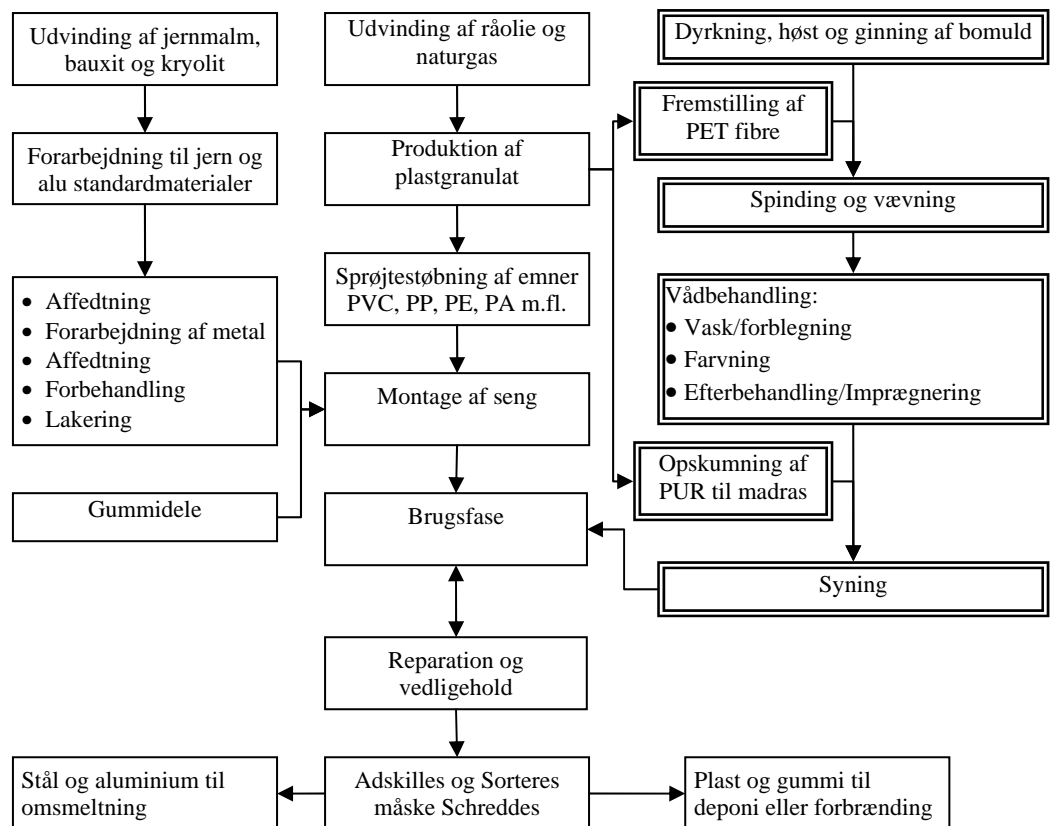 Udvinding af jernmalm,
bauxit og kryolit
Udvinding af råolie og
naturgas
Dyrkning, høst og ginning af bomuld
Fremstilling af
PET fibre
Forarbejdning til jern og
alu standardmaterialer
Produktion af
plastgranulat
Spinding og vævning
Sprøjtestøbning af emner
PVC, PP, PE, PA m.fl.
• Affedtning
• Forarbejdning af metal
• Affedtning
• Forbehandling
• Lakering
Vådbehandling:
• Vask/forblegning
• Farvning
• Efterbehandling/Imprægnering
Montage af seng
Opskumning af
PUR til madras
Gummidele
Brugsfase
Syning
Reparation og
vedligehold
Stål og aluminium til
omsmeltning
Adskilles og Sorteres
måske Schreddes
Plast og gummi til
deponi eller forbrænding